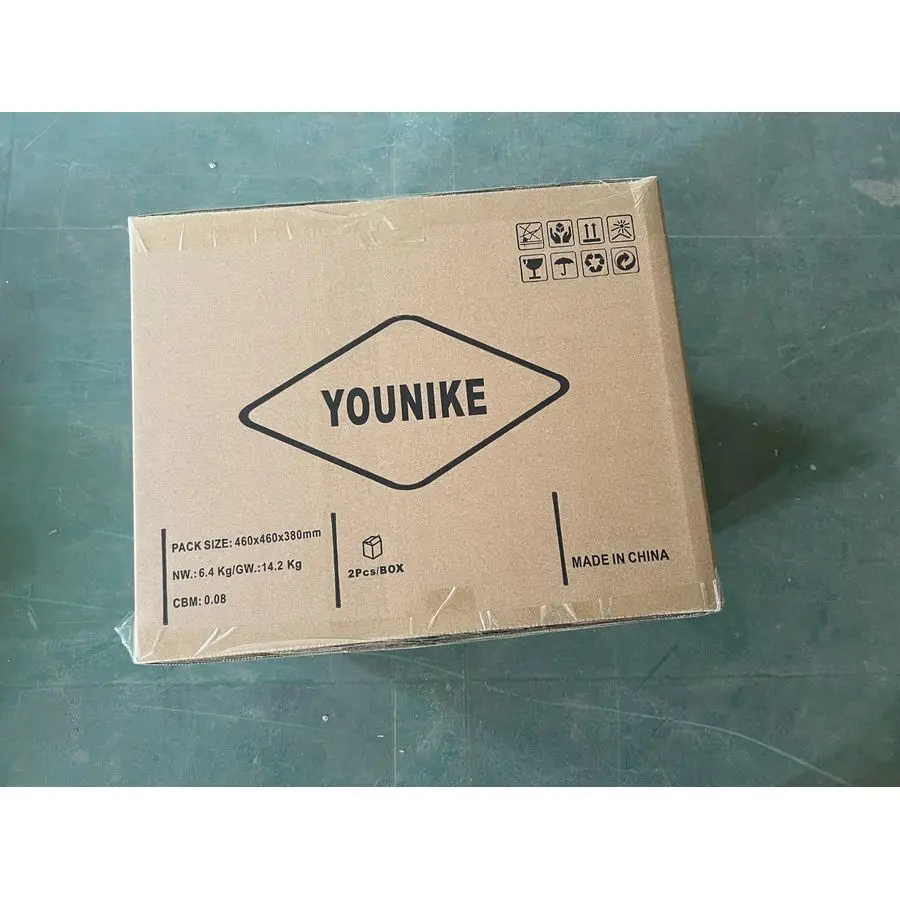 YOUNIKE
PACK SIZE: 460x460x380mm
NW.: 6.4 Kg/GW.:14.2 Kg
CBM: 0.08
2Pcs/BOX
MADE IN CHINA